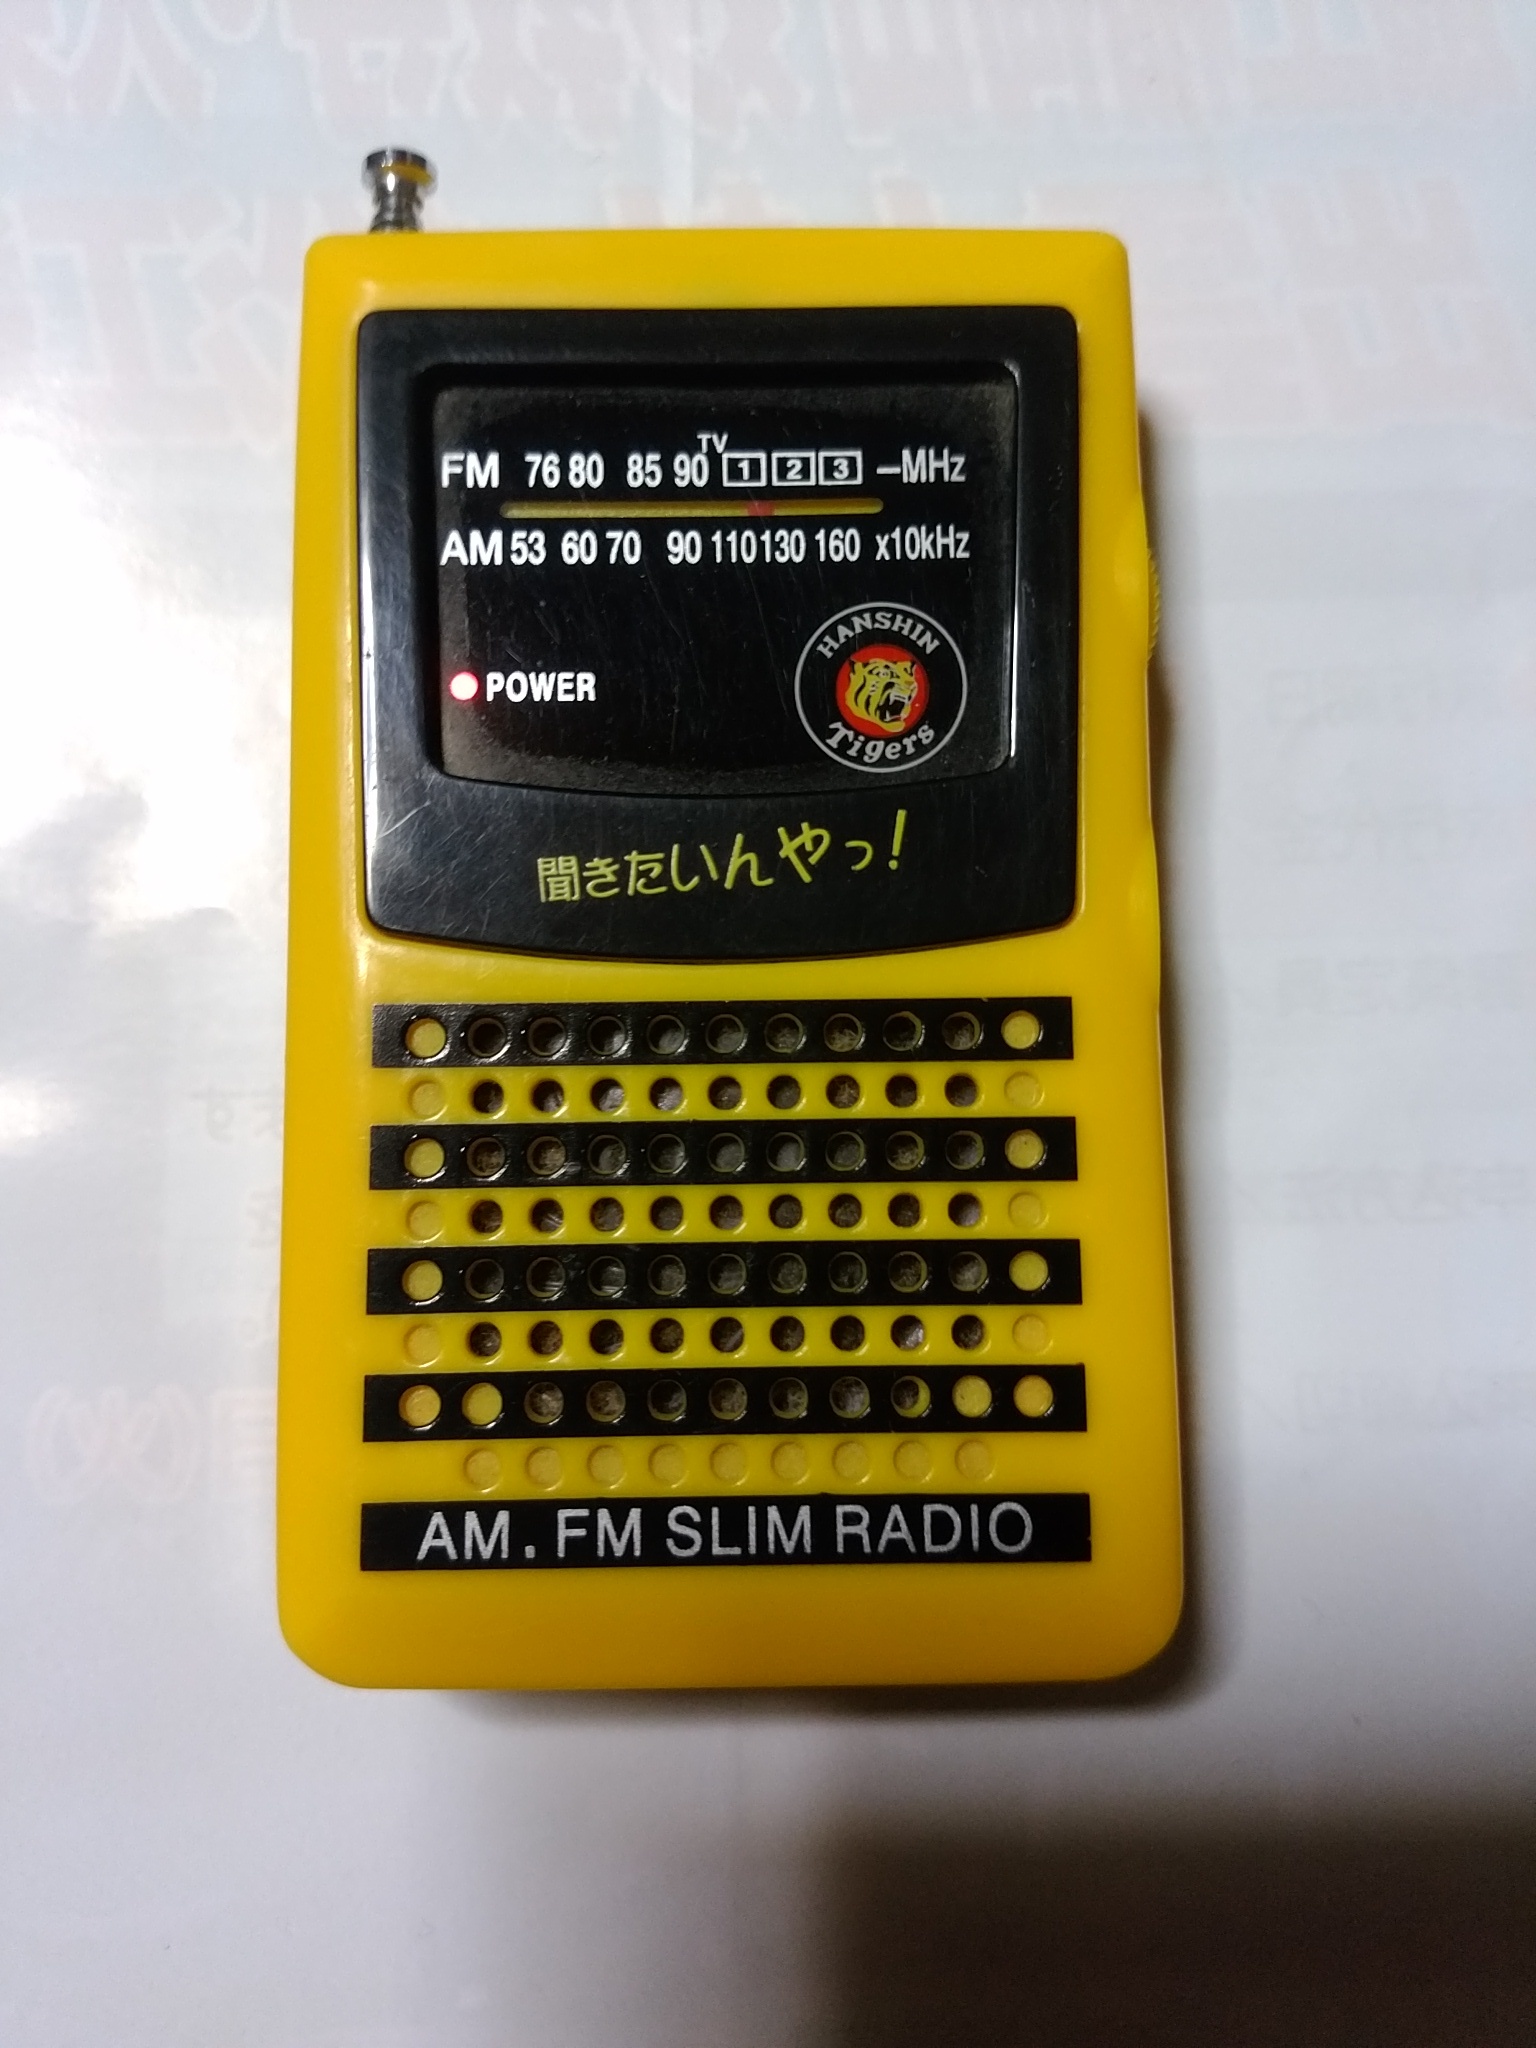 TV
FM 76 80 85 90 1 2 3 –MHz
AM 53 60 70 90 110 130 160 x10kHz
HANSHIN
Tigers
POWER
聞きたいんやっ!
AM. FM SLIM RADIO